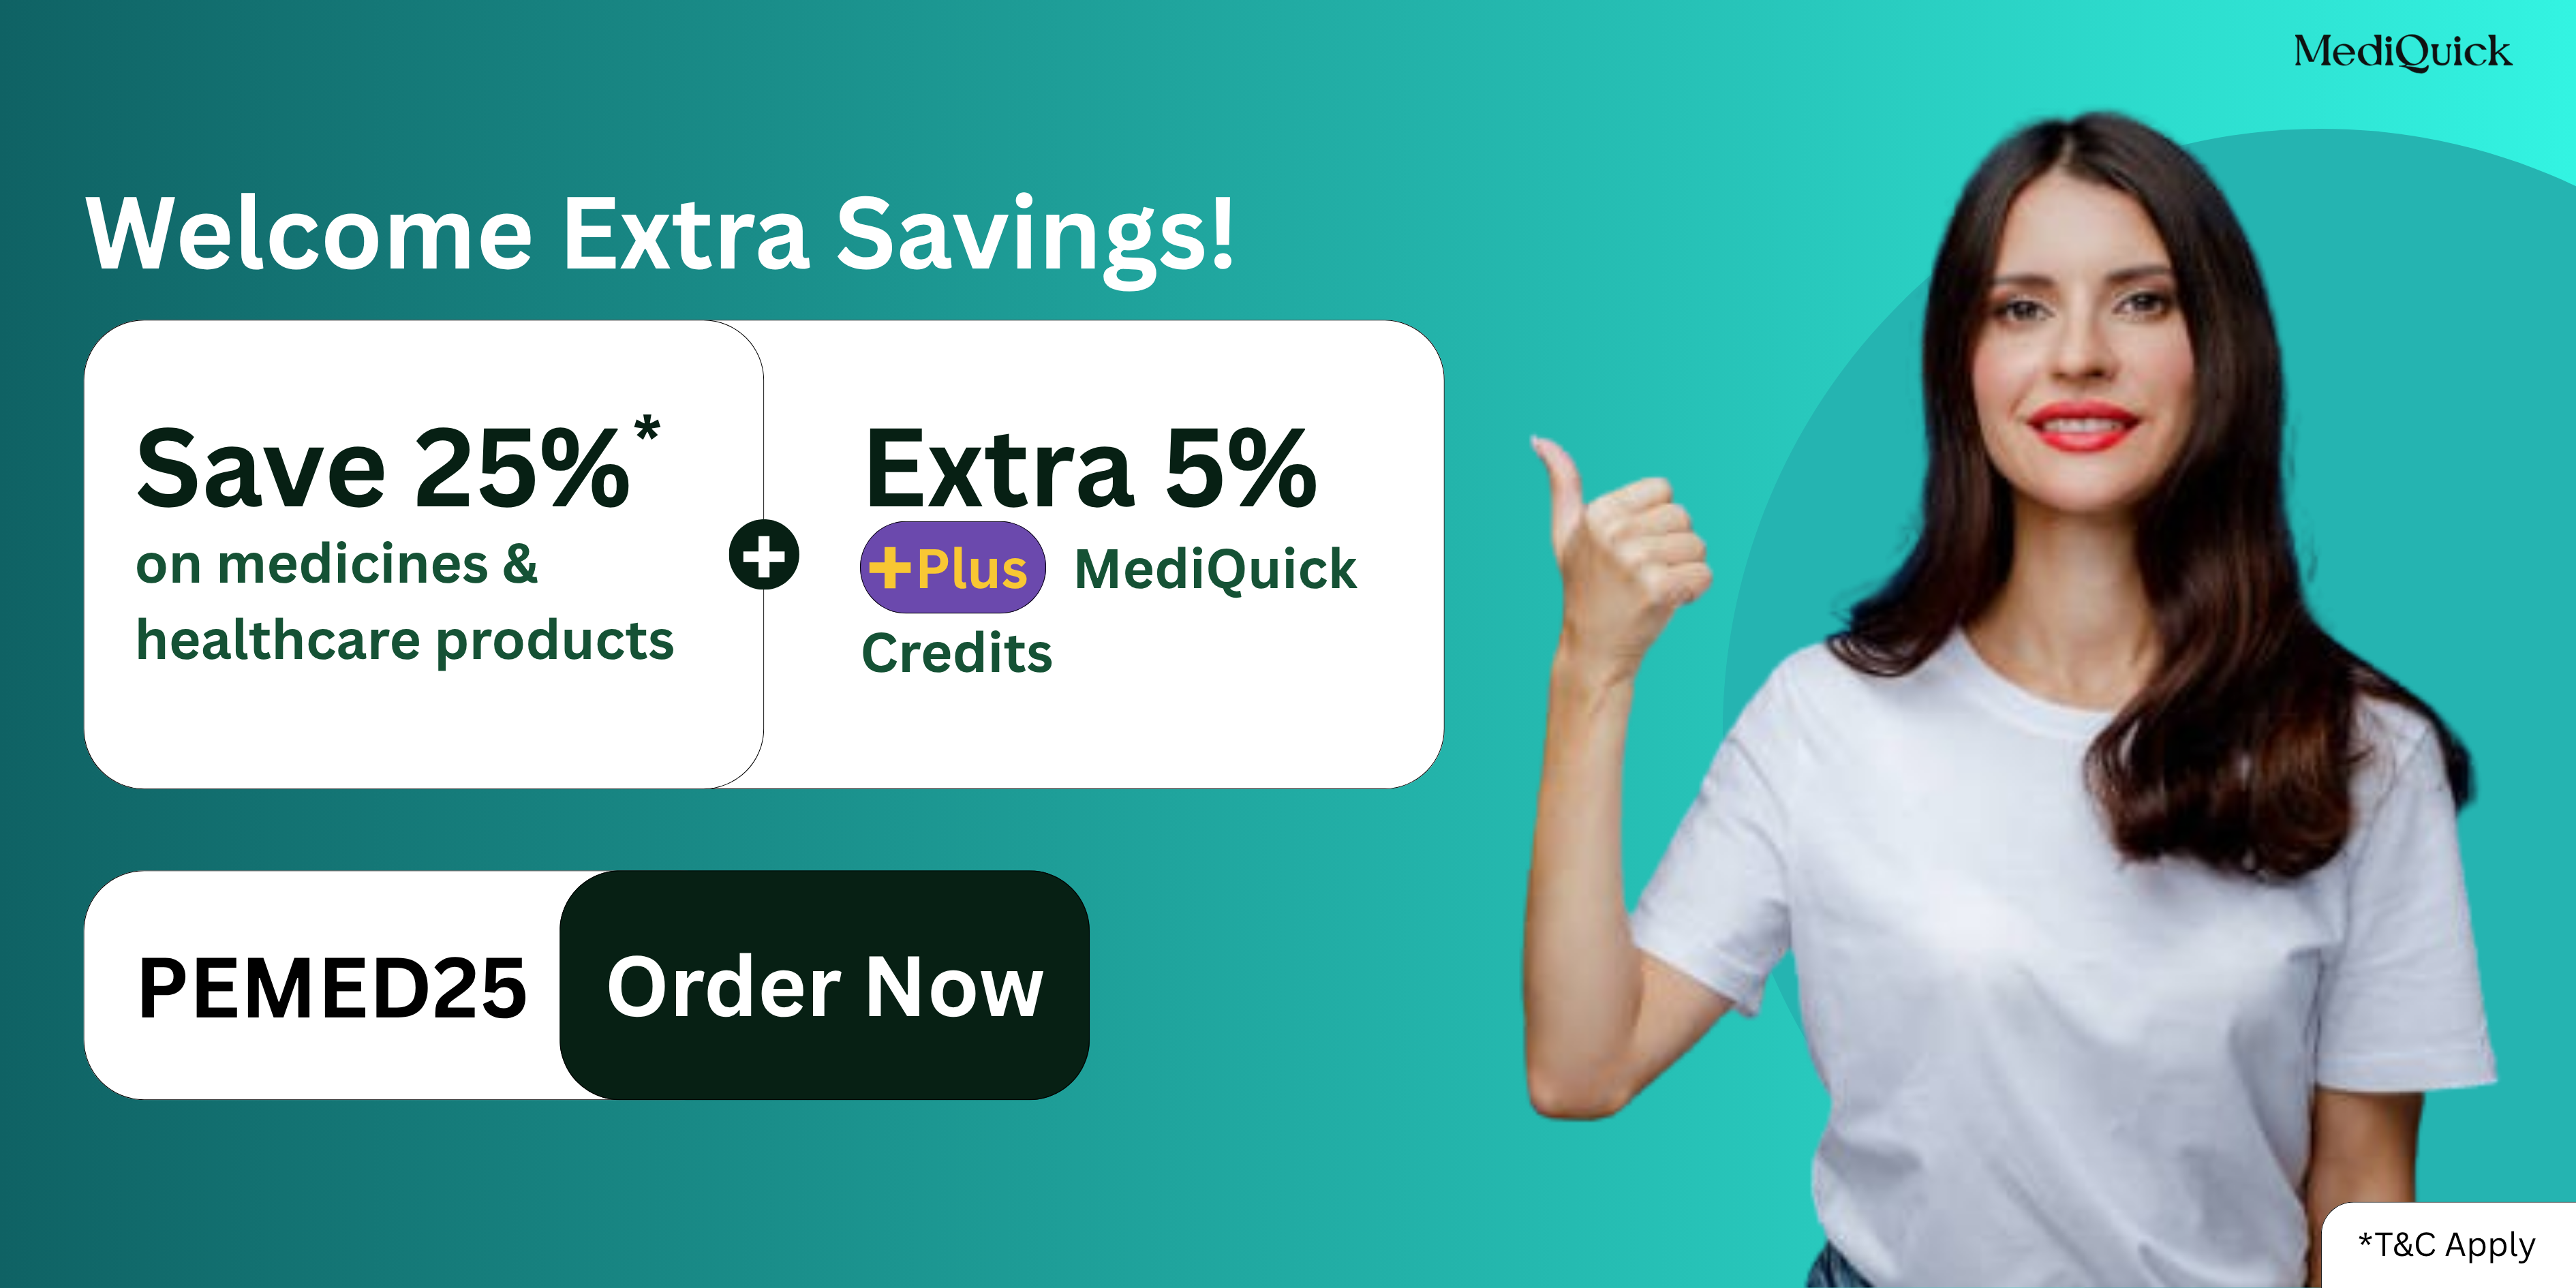 MediQuick
Welcome Extra Savings!
Save 25%*
on medicines &
healthcare products
Extra 5%
+Plus MediQuick
Credits
PEMED25
Order Now
*T&C Apply